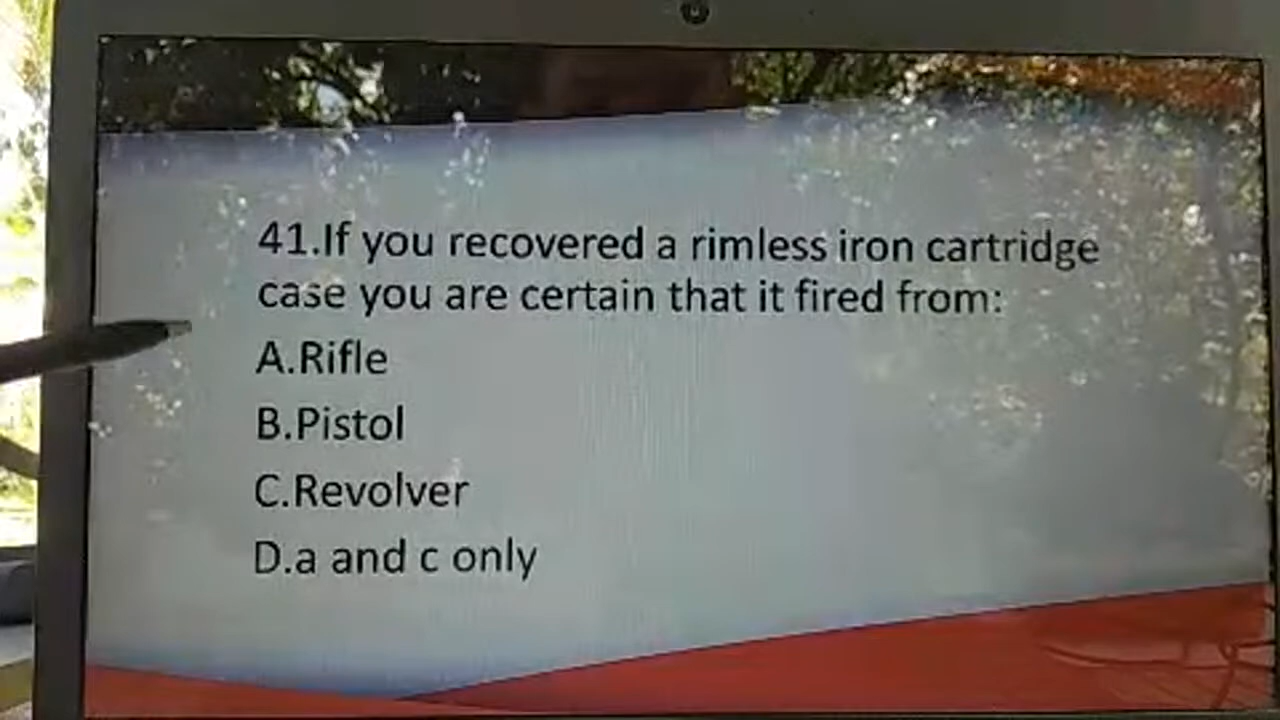 41.If you recovered a rimless iron cartridge
case you are certain that it fired from:
A.Rifle
B.Pistol
C.Revolver
D.a and c only